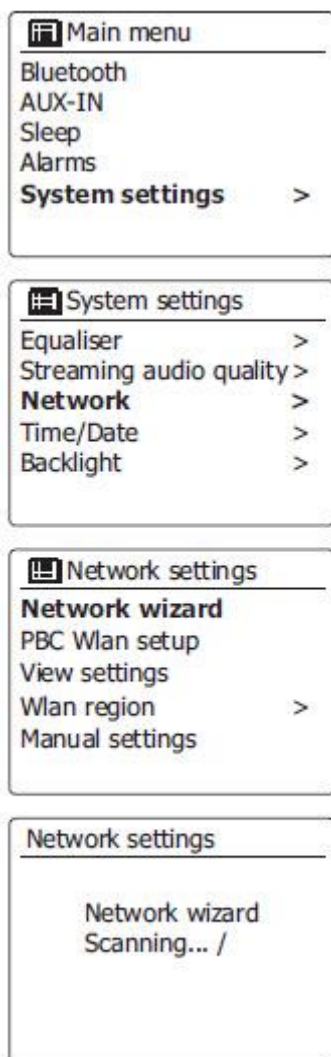 Main menu
Bluetooth
AUX-IN
Sleep
Alarms
System settings >
System settings
Equaliser >
Streaming audio quality >
Network >
Time/Date >
Backlight >
Network settings
Network wizard
PBC Wlan setup
View settings
Wlan region >
Manual settings
Network settings
Network wizard
Scanning... /